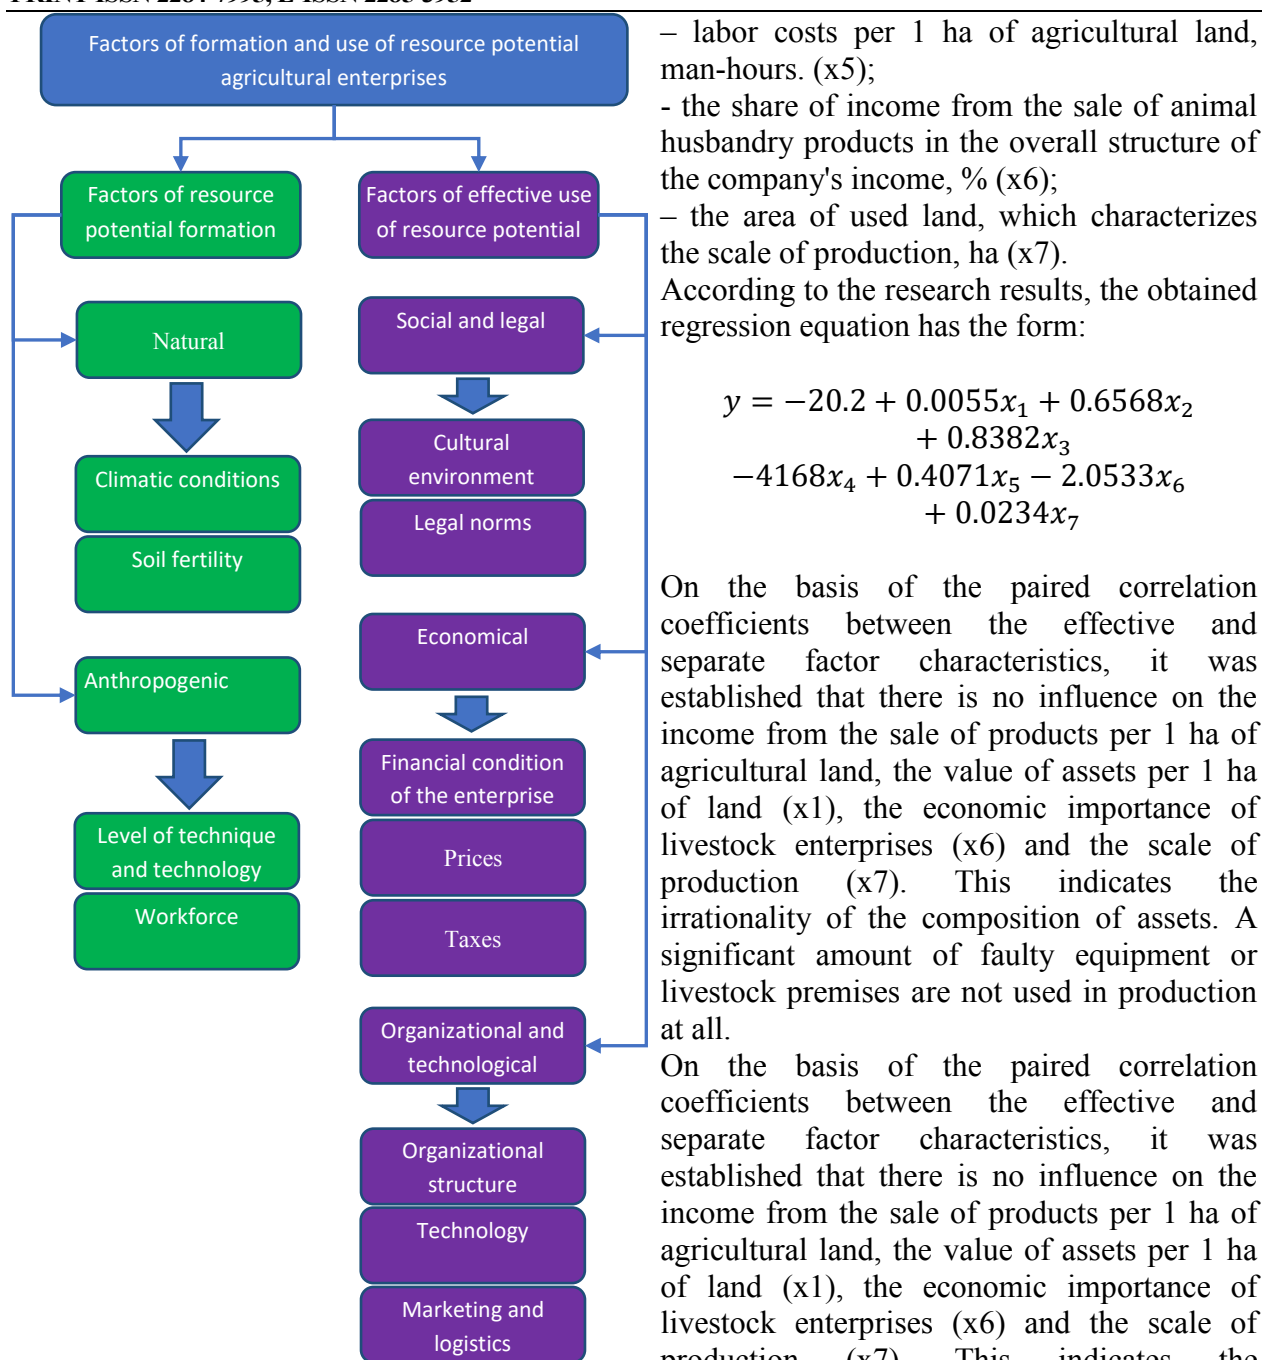 PRINT ISSN 2284-7995, E-ISSN 2285-3952
Factors of formation and use of resource potential
agricultural enterprises
Factors of resource
potential formation
Factors of effective use
of resource potential
Natural
Social and legal
Climatic conditions
Soil fertility
Cultural
environment
Legal norms
Anthropogenic
Economical
Level of technique
and technology
Workforce
Financial condition
of the enterprise
Prices
Taxes
Organizational and
technological
Organizational
structure
Technology
Marketing and
logistics
– labor costs per 1 ha of agricultural land,
man-hours. (x5);
- the share of income from the sale of animal
husbandry products in the overall structure of
the company's income, % (x6);
– the area of used land, which characterizes
the scale of production, ha (x7).
According to the research results, the obtained
regression equation has the form:
y = −20.2 + 0.0055x₁ + 0.6568x₂
+ 0.8382x₃
−4168x₄ + 0.4071x₅ − 2.0533x₆
+ 0.0234x₇
On the basis of the paired correlation
coefficients between the effective and
separate factor characteristics, it was
established that there is no influence on the
income from the sale of products per 1 ha of
agricultural land, the value of assets per 1 ha
of land (x1), the economic importance of
livestock enterprises (x6) and the scale of
production (x7). This indicates the
irrationality of the composition of assets. A
significant amount of faulty equipment or
livestock premises are not used in production
at all.
On the basis of the paired correlation
coefficients between the effective and
separate factor characteristics, it was
established that there is no influence on the
income from the sale of products per 1 ha of
agricultural land, the value of assets per 1 ha
of land (x1), the economic importance of
livestock enterprises (x6) and the scale of
production (x7). This indicates the